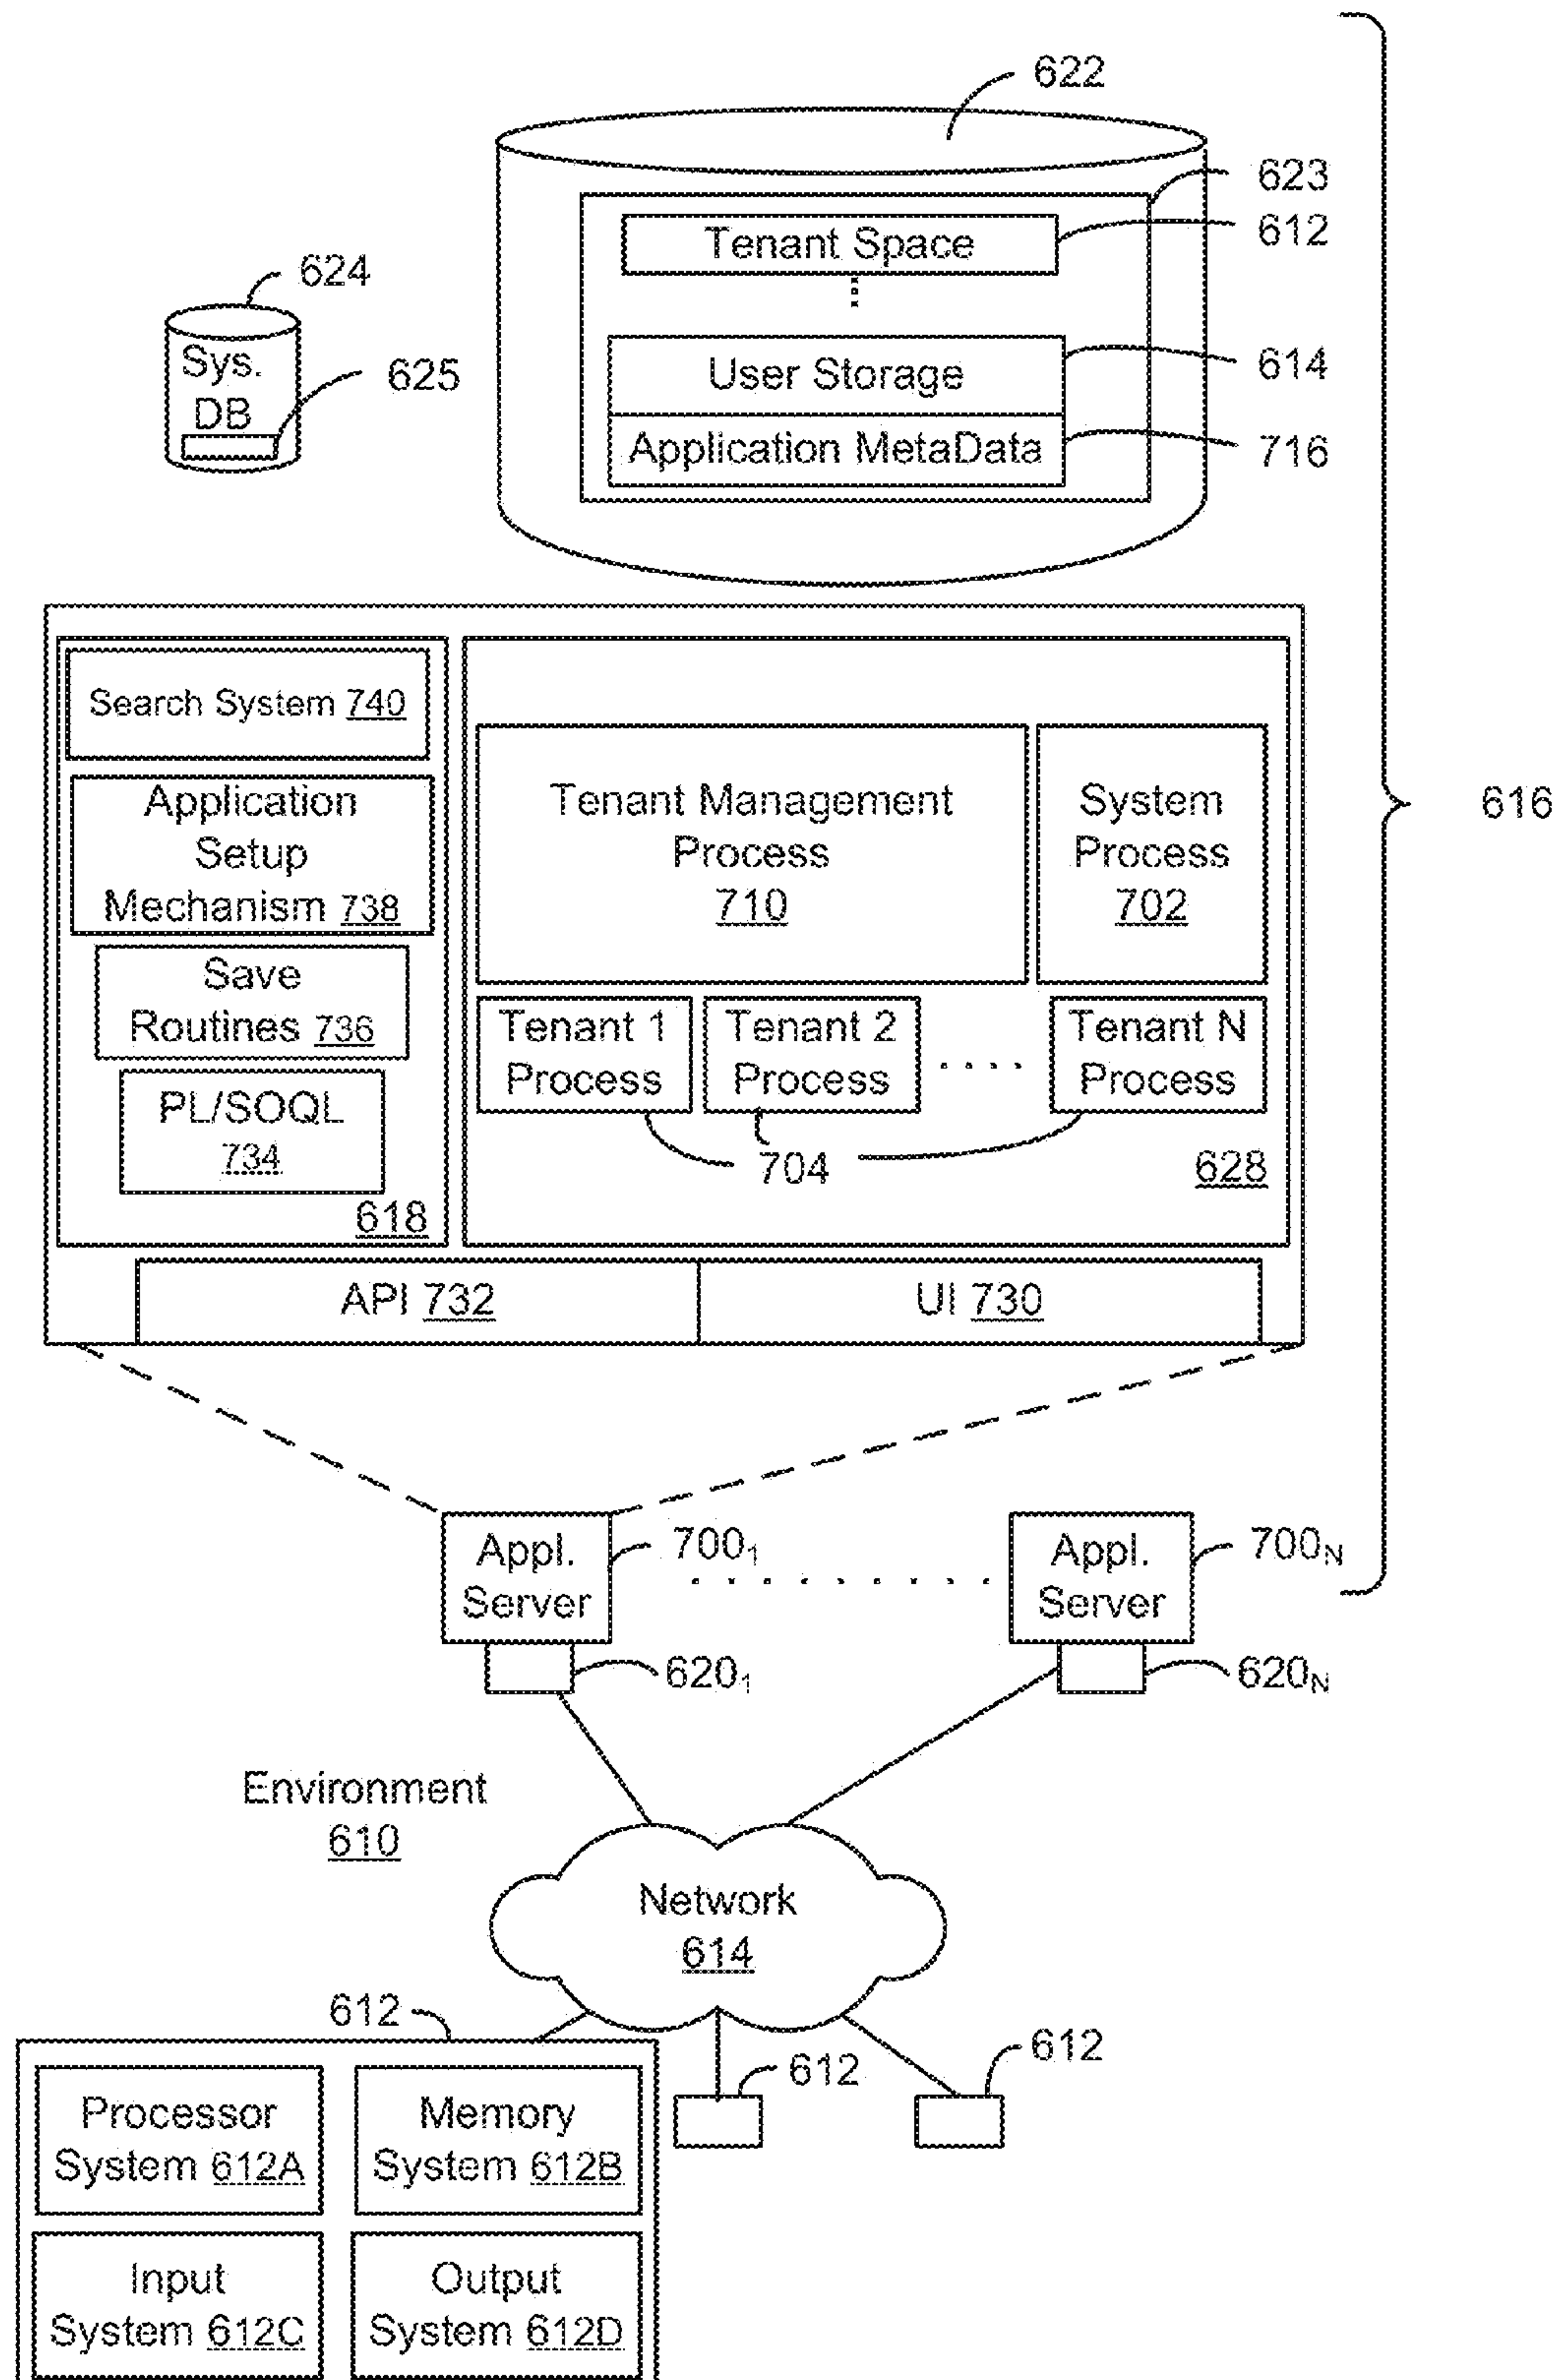 622
623
Tenant Space
612
624
Sys.
DB
625
User Storage
614
Application MetaData
716
616
Search System 740
Application
Setup
Mechanism 738
Save
Routines 736
PL/SOQL
734
618
Tenant Management
Process
710
System
Process
702
Tenant 1
Process
Tenant 2
Process
Tenant N
Process
704
628
API 732
UI 730
Appl.
Server
700₁
Appl.
Server
700N
620₁
620N
Environment
610
Network
614
612
612
612
Processor
System 612A
Memory
System 612B
Input
System 612C
Output
System 612D